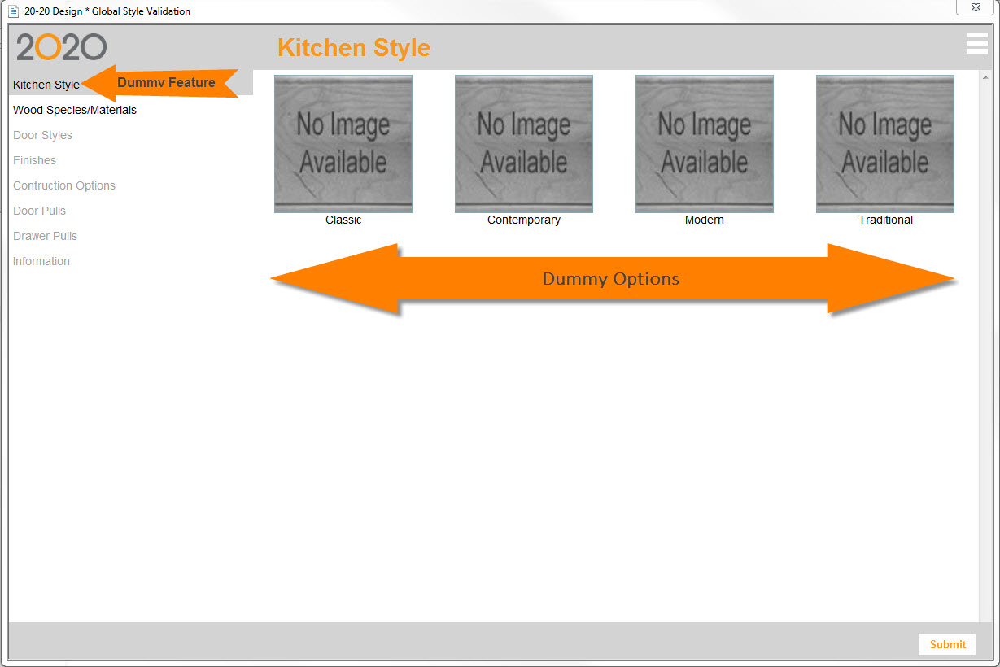 20-20 Design * Global Style Validation
2020
Kitchen Style
Kitchen Style
Dummy Feature
Wood Species/Materials
Door Styles
Finishes
Contruction Options
Door Pulls
Drawer Pulls
Information
No Image
Available
Classic
No Image
Available
Contemporary
No Image
Available
Modern
No Image
Available
Traditional
Dummy Options
Submit